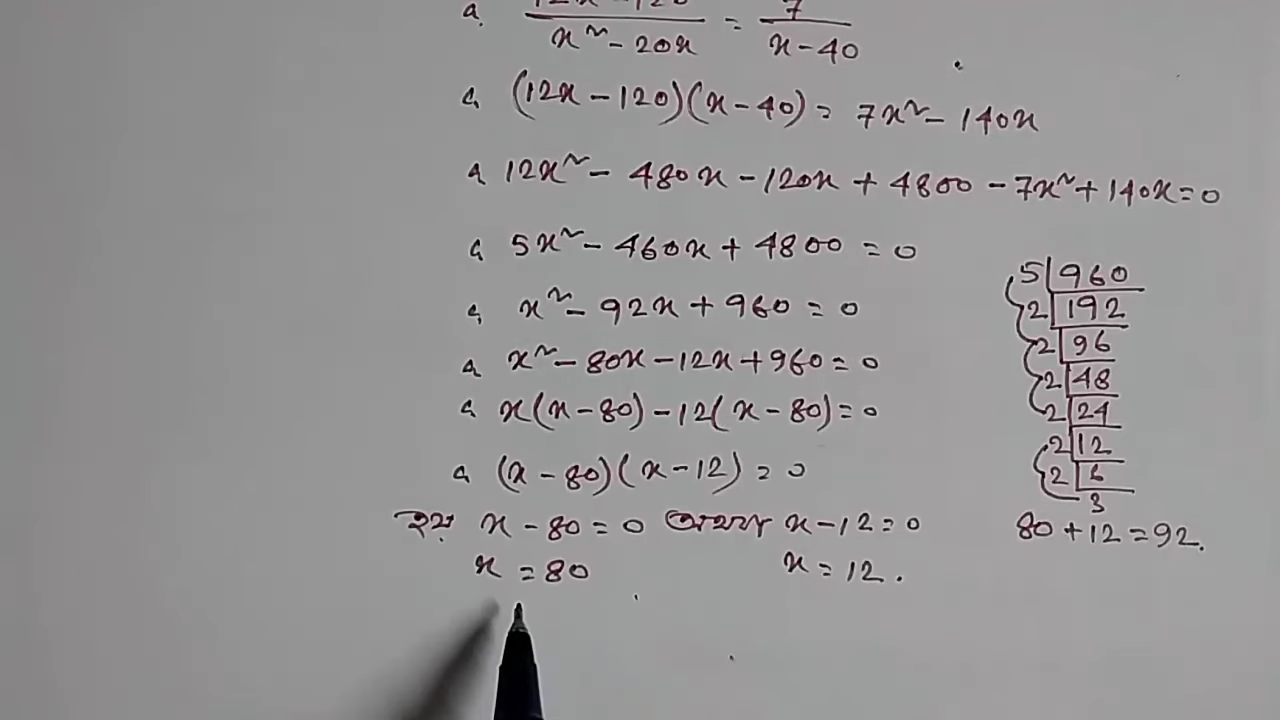 a. 12x - 120 / x² - 20x = 7 / x - 40
a (12x - 120)(x - 40) = 7x² - 140x
a 12x² - 480x - 120x + 4800 - 7x² + 140x = 0
a 5x² - 460x + 4800 = 0
a x² - 92x + 960 = 0
a x² - 80x - 12x + 960 = 0
a x(x - 80) - 12(x - 80) = 0
a (x - 80)(x - 12) = 0
হয় x - 80 = 0 অথবা x - 12 = 0
x = 80 x = 12.
5 | 960
2 | 192
2 | 96
2 | 48
2 | 24
2 | 12
2 | 6
3
80 + 12 = 92.